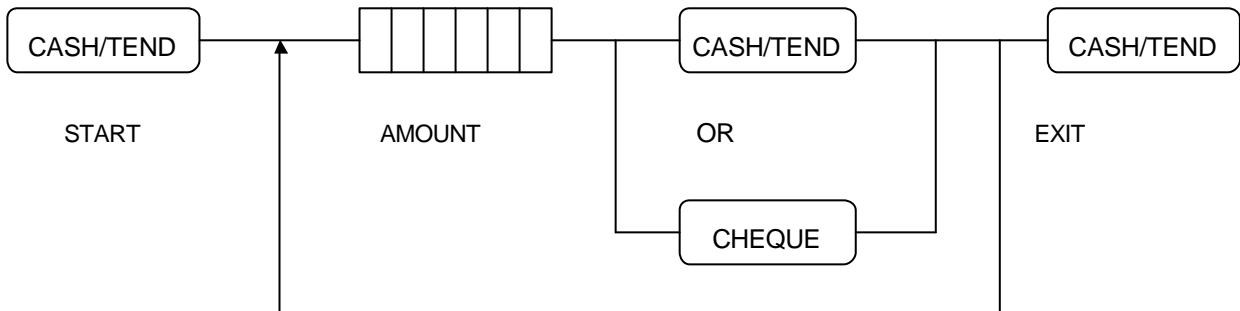 CASH/TEND CASH/TEND CASH/TEND
START AMOUNT OR EXIT
CHEQUE